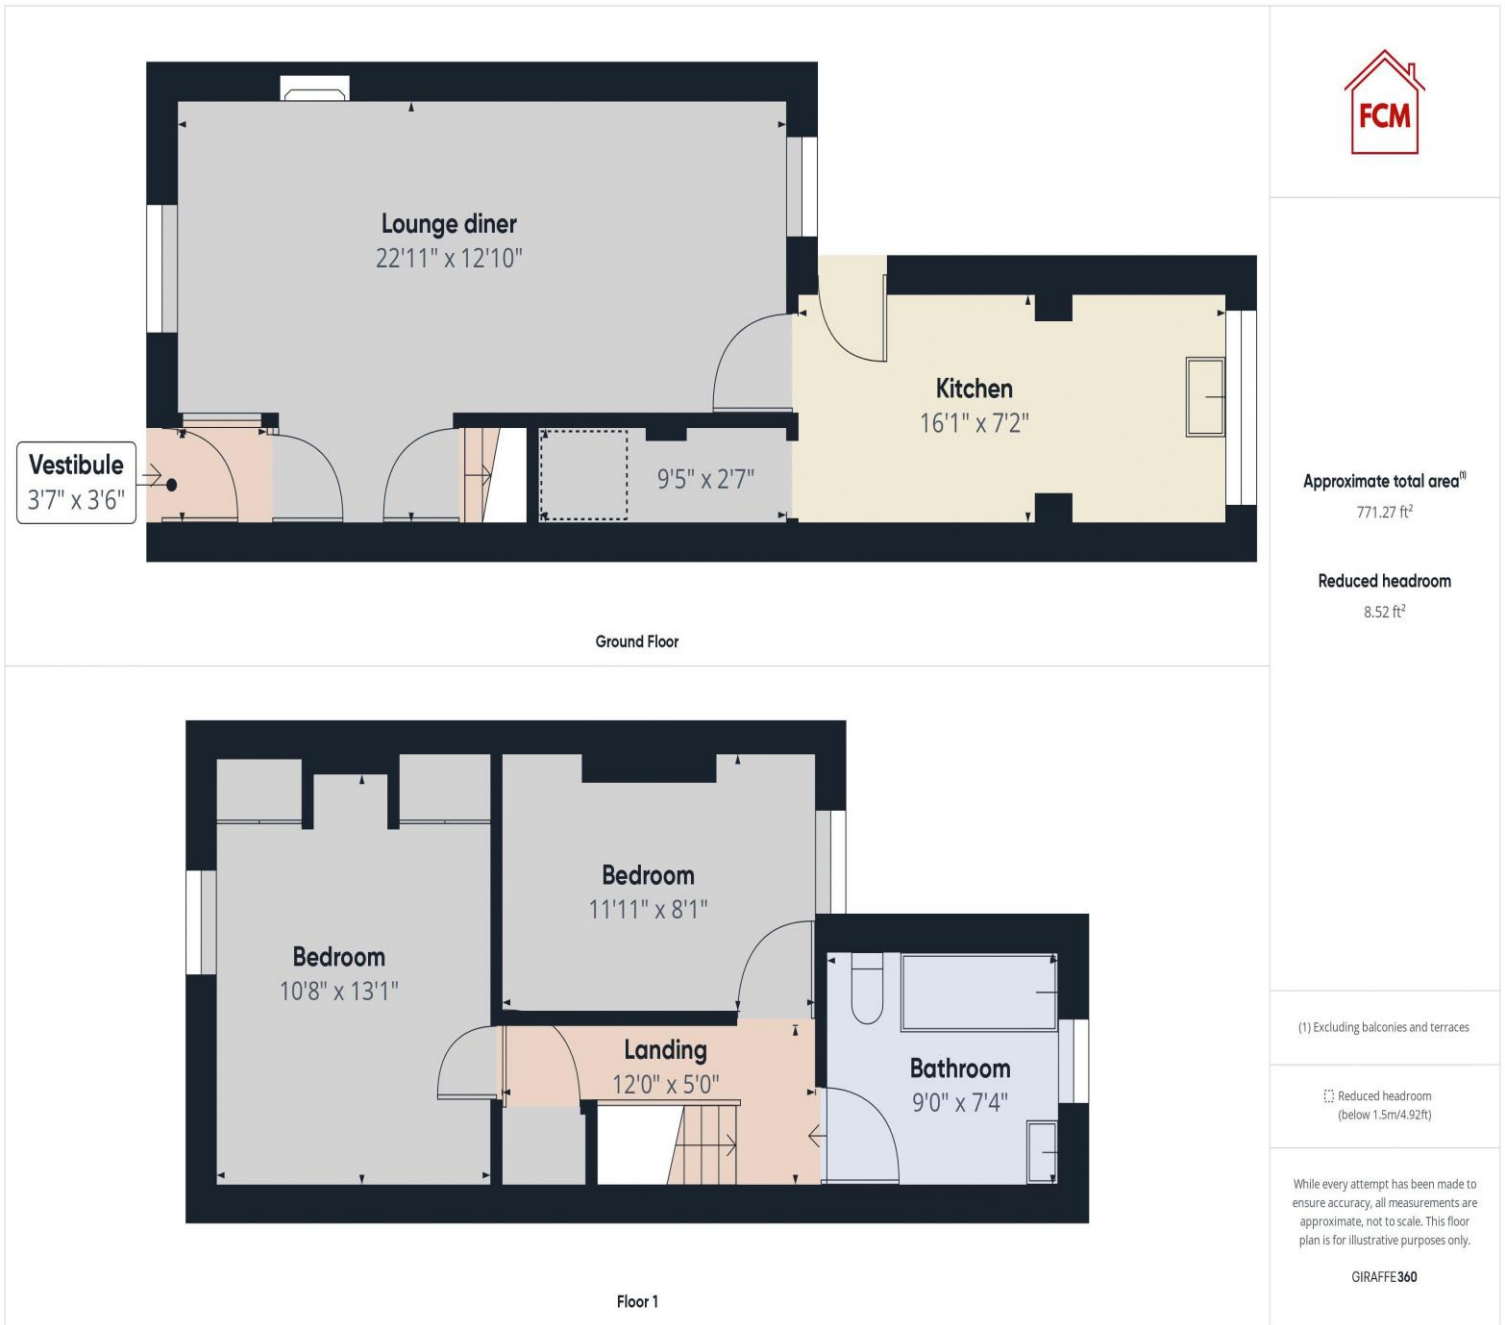 Lounge diner
22'11" x 12'10"
Kitchen
16'1" x 7'2"
Vestibule
3'7" x 3'6"
9'5" x 2'7"
Ground Floor
Bedroom
11'11" x 8'1"
Bedroom
10'8" x 13'1"
Landing
12'0" x 5'0"
Bathroom
9'0" x 7'4"
Floor 1
FCM
Approximate total area⁽¹⁾
771.27 ft²
Reduced headroom
8.52 ft²
(1) Excluding balconies and terraces
Reduced headroom
(below 1.5m/4.92ft)
While every attempt has been made to
ensure accuracy, all measurements are
approximate, not to scale. This floor
plan is for illustrative purposes only.
GIRAFFE360